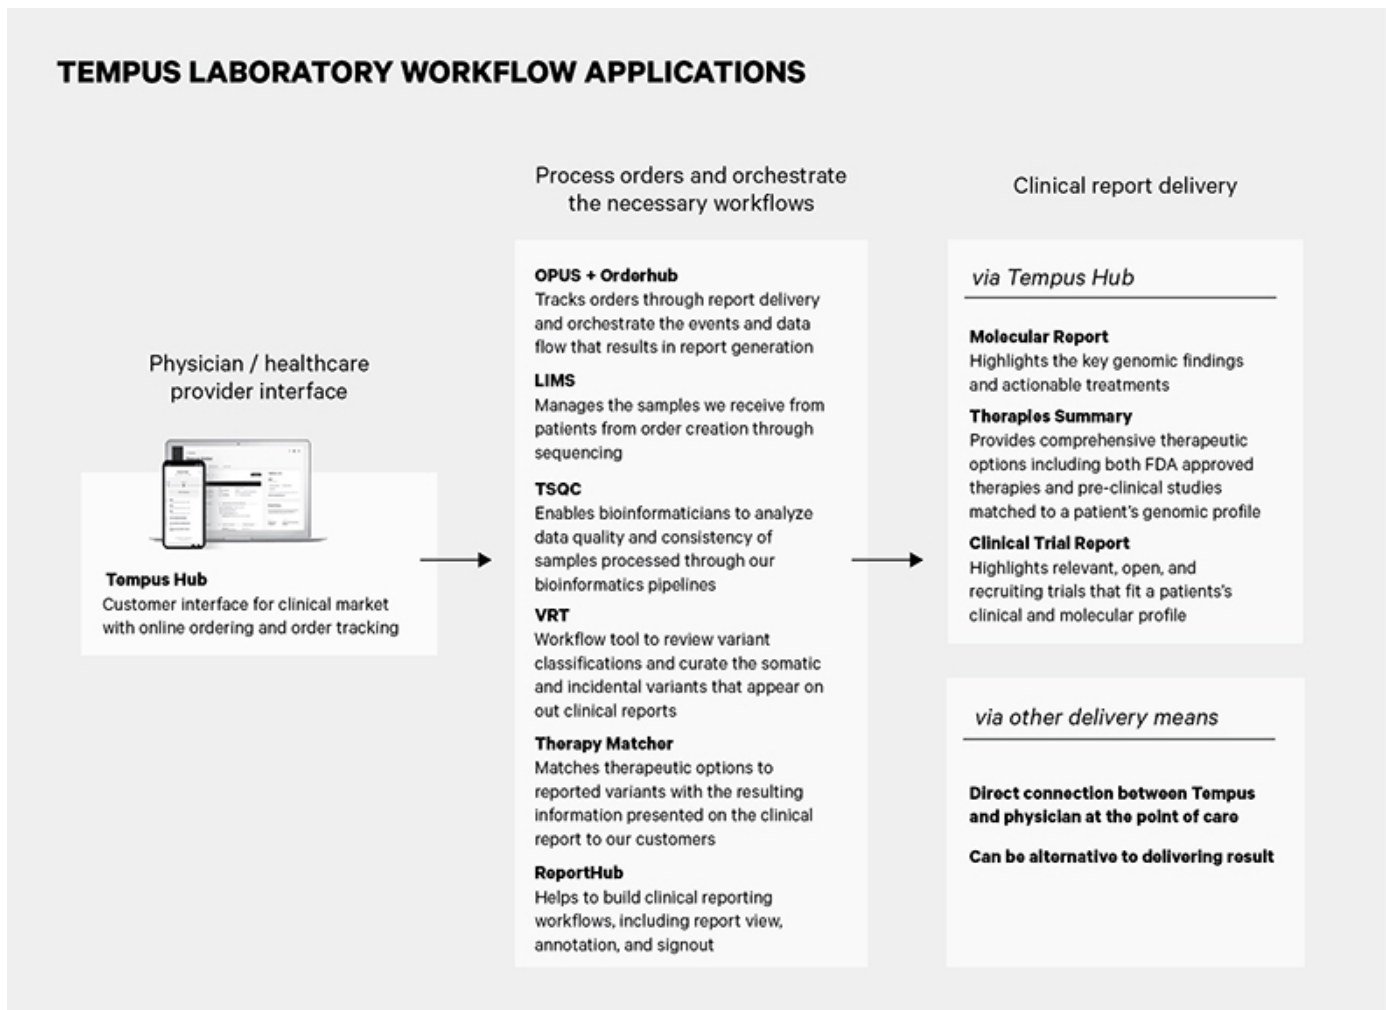 TEMPUS LABORATORY WORKFLOW APPLICATIONS
Physician / healthcare
provider interface
Tempus Hub
Customer interface for clinical market
with online ordering and order tracking
Process orders and orchestrate
the necessary workflows
OPUS + Orderhub
Tracks orders through report delivery
and orchestrate the events and data
flow that results in report generation
LIMS
Manages the samples we receive from
patients from order creation through
sequencing
TSQC
Enables bioinformaticians to analyze
data quality and consistency of
samples processed through our
bioinformatics pipelines
VRT
Workflow tool to review variant
classifications and curate the somatic
and incidental variants that appear on
out clinical reports
Therapy Matcher
Matches therapeutic options to
reported variants with the resulting
information presented on the clinical
report to our customers
ReportHub
Helps to build clinical reporting
workflows, including report view,
annotation, and signout
Clinical report delivery
via Tempus Hub
Molecular Report
Highlights the key genomic findings
and actionable treatments
Therapies Summary
Provides comprehensive therapeutic
options including both FDA approved
therapies and pre-clinical studies
matched to a patient's genomic profile
Clinical Trial Report
Highlights relevant, open, and
recruiting trials that fit a patients's
clinical and molecular profile
via other delivery means
Direct connection between Tempus
and physician at the point of care
Can be alternative to delivering result